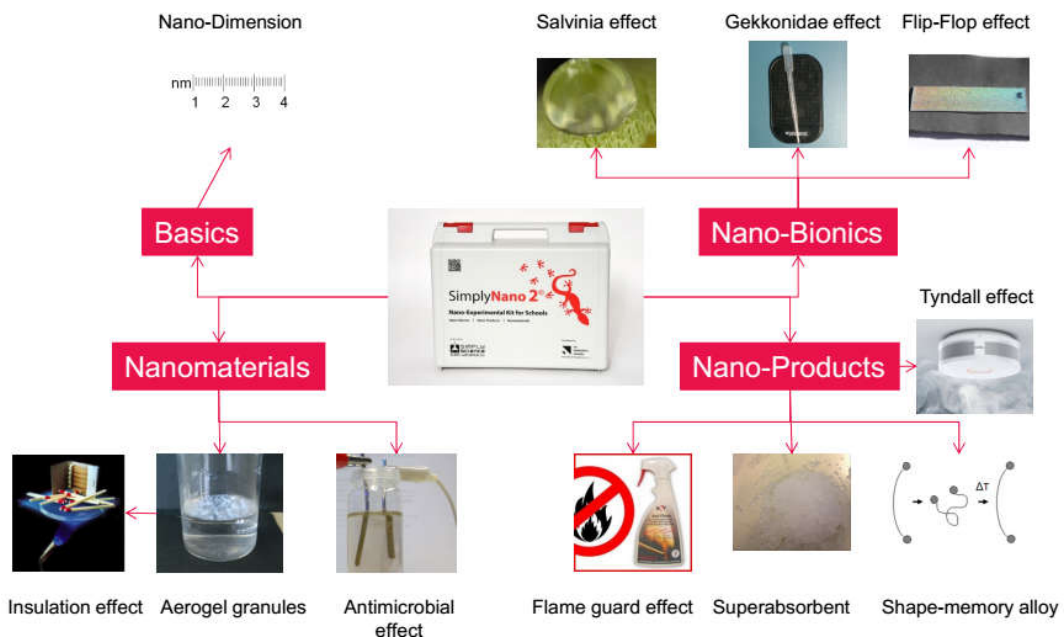 Nano-Dimension
Salvinia effect
Gekkonidae effect
Flip-Flop effect
nm
1 2 3 4
Basics
Nano-Bionics
SimplyNano 2©
Nano-Experimental Kit for Schools
Tyndall effect
Nanomaterials
Nano-Products
SIMPLY
SCIENCE
ΔT
Insulation effect
Aerogel granules
Antimicrobial
effect
Flame guard effect
Superabsorbent
Shape-memory alloy